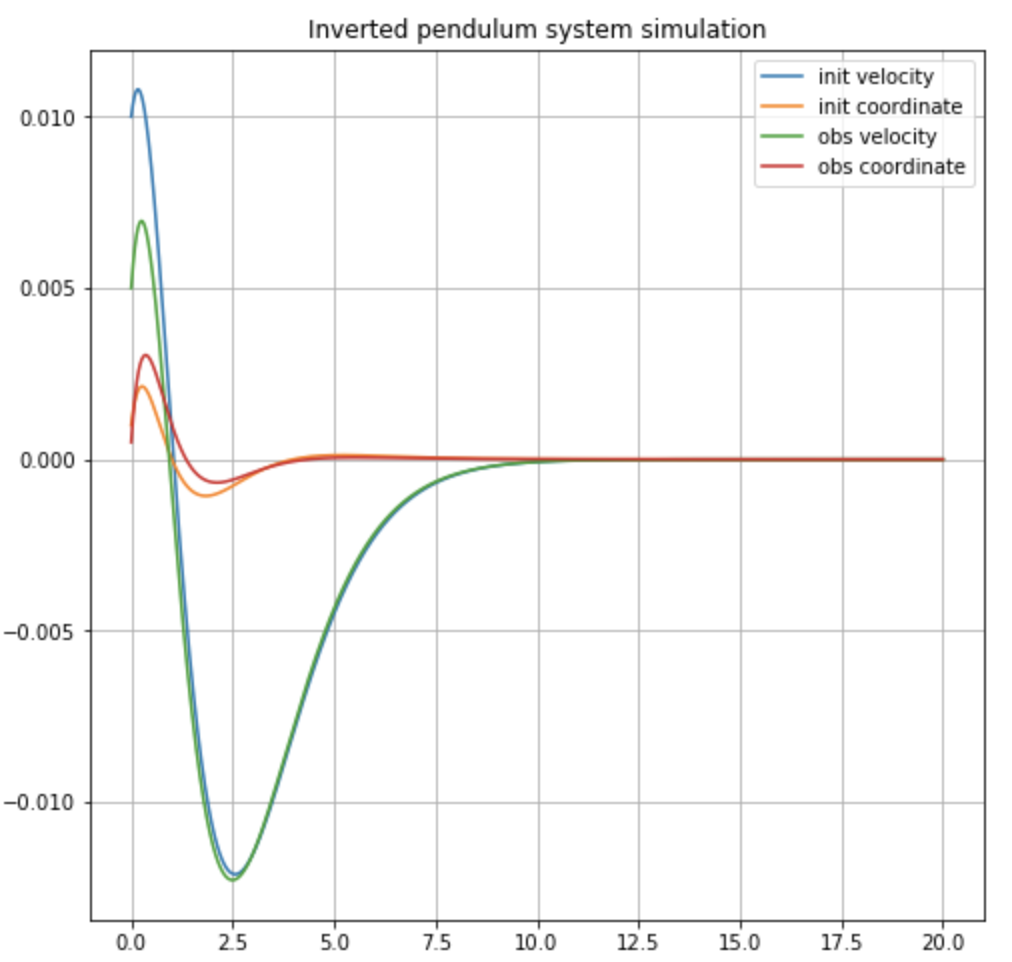 Inverted pendulum system simulation
init velocity
init coordinate
obs velocity
obs coordinate
0.010
0.005
0.000
−0.005
−0.010
0.0 2.5 5.0 7.5 10.0 12.5 15.0 17.5 20.0